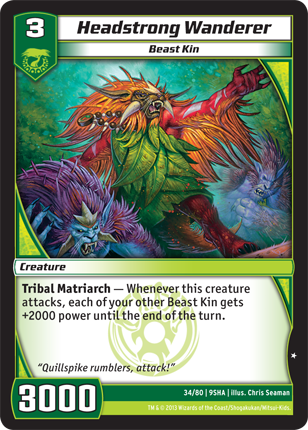 3
Headstrong Wanderer
Beast Kin
Creature
Tribal Matriarch — Whenever this creature
attacks, each of your other Beast Kin gets
+2000 power until the end of the turn.
“Quillspike rumblers, attack!”
3000
34/80 | 9SHA | illus. Chris Seaman
TM & © 2013 Wizards of the Coast/Shogakukan/Mitsui-Kids